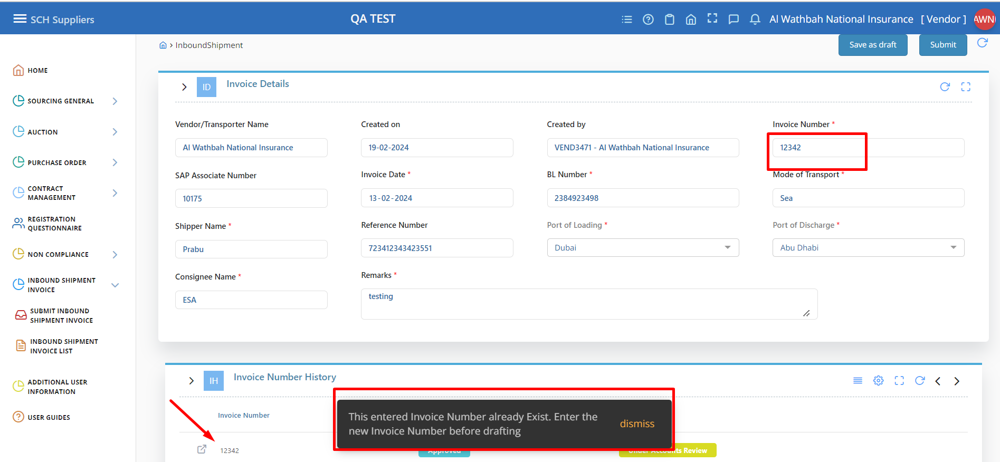 SCH Suppliers
QA TEST
Al Wathbah National Insurance [ Vendor ]
AWN
InboundShipment
Save as draft
Submit
HOME
SOURCING GENERAL
AUCTION
PURCHASE ORDER
CONTRACT
MANAGEMENT
REGISTRATION
QUESTIONNAIRE
NON COMPLIANCE
INBOUND SHIPMENT
INVOICE
SUBMIT INBOUND
SHIPMENT INVOICE
INBOUND SHIPMENT
INVOICE LIST
ADDITIONAL USER
INFORMATION
USER GUIDES
ID
Invoice Details
Vendor/Transporter Name
Created on
Created by
Invoice Number *
Al Wathbah National Insurance
19-02-2024
VEND3471 - Al Wathbah National Insurance
12342
SAP Associate Number
Invoice Date *
BL Number *
Mode of Transport *
10175
13-02-2024
2384923498
Sea
Shipper Name *
Reference Number
Port of Loading *
Port of Discharge *
Prabu
723412343423551
Dubai
Abu Dhabi
Consignee Name *
Remarks *
ESA
testing
IH
Invoice Number History
Invoice Number
This entered Invoice Number already Exist. Enter the
new Invoice Number before drafting
dismiss
12342
Approved
Under Accounts Review